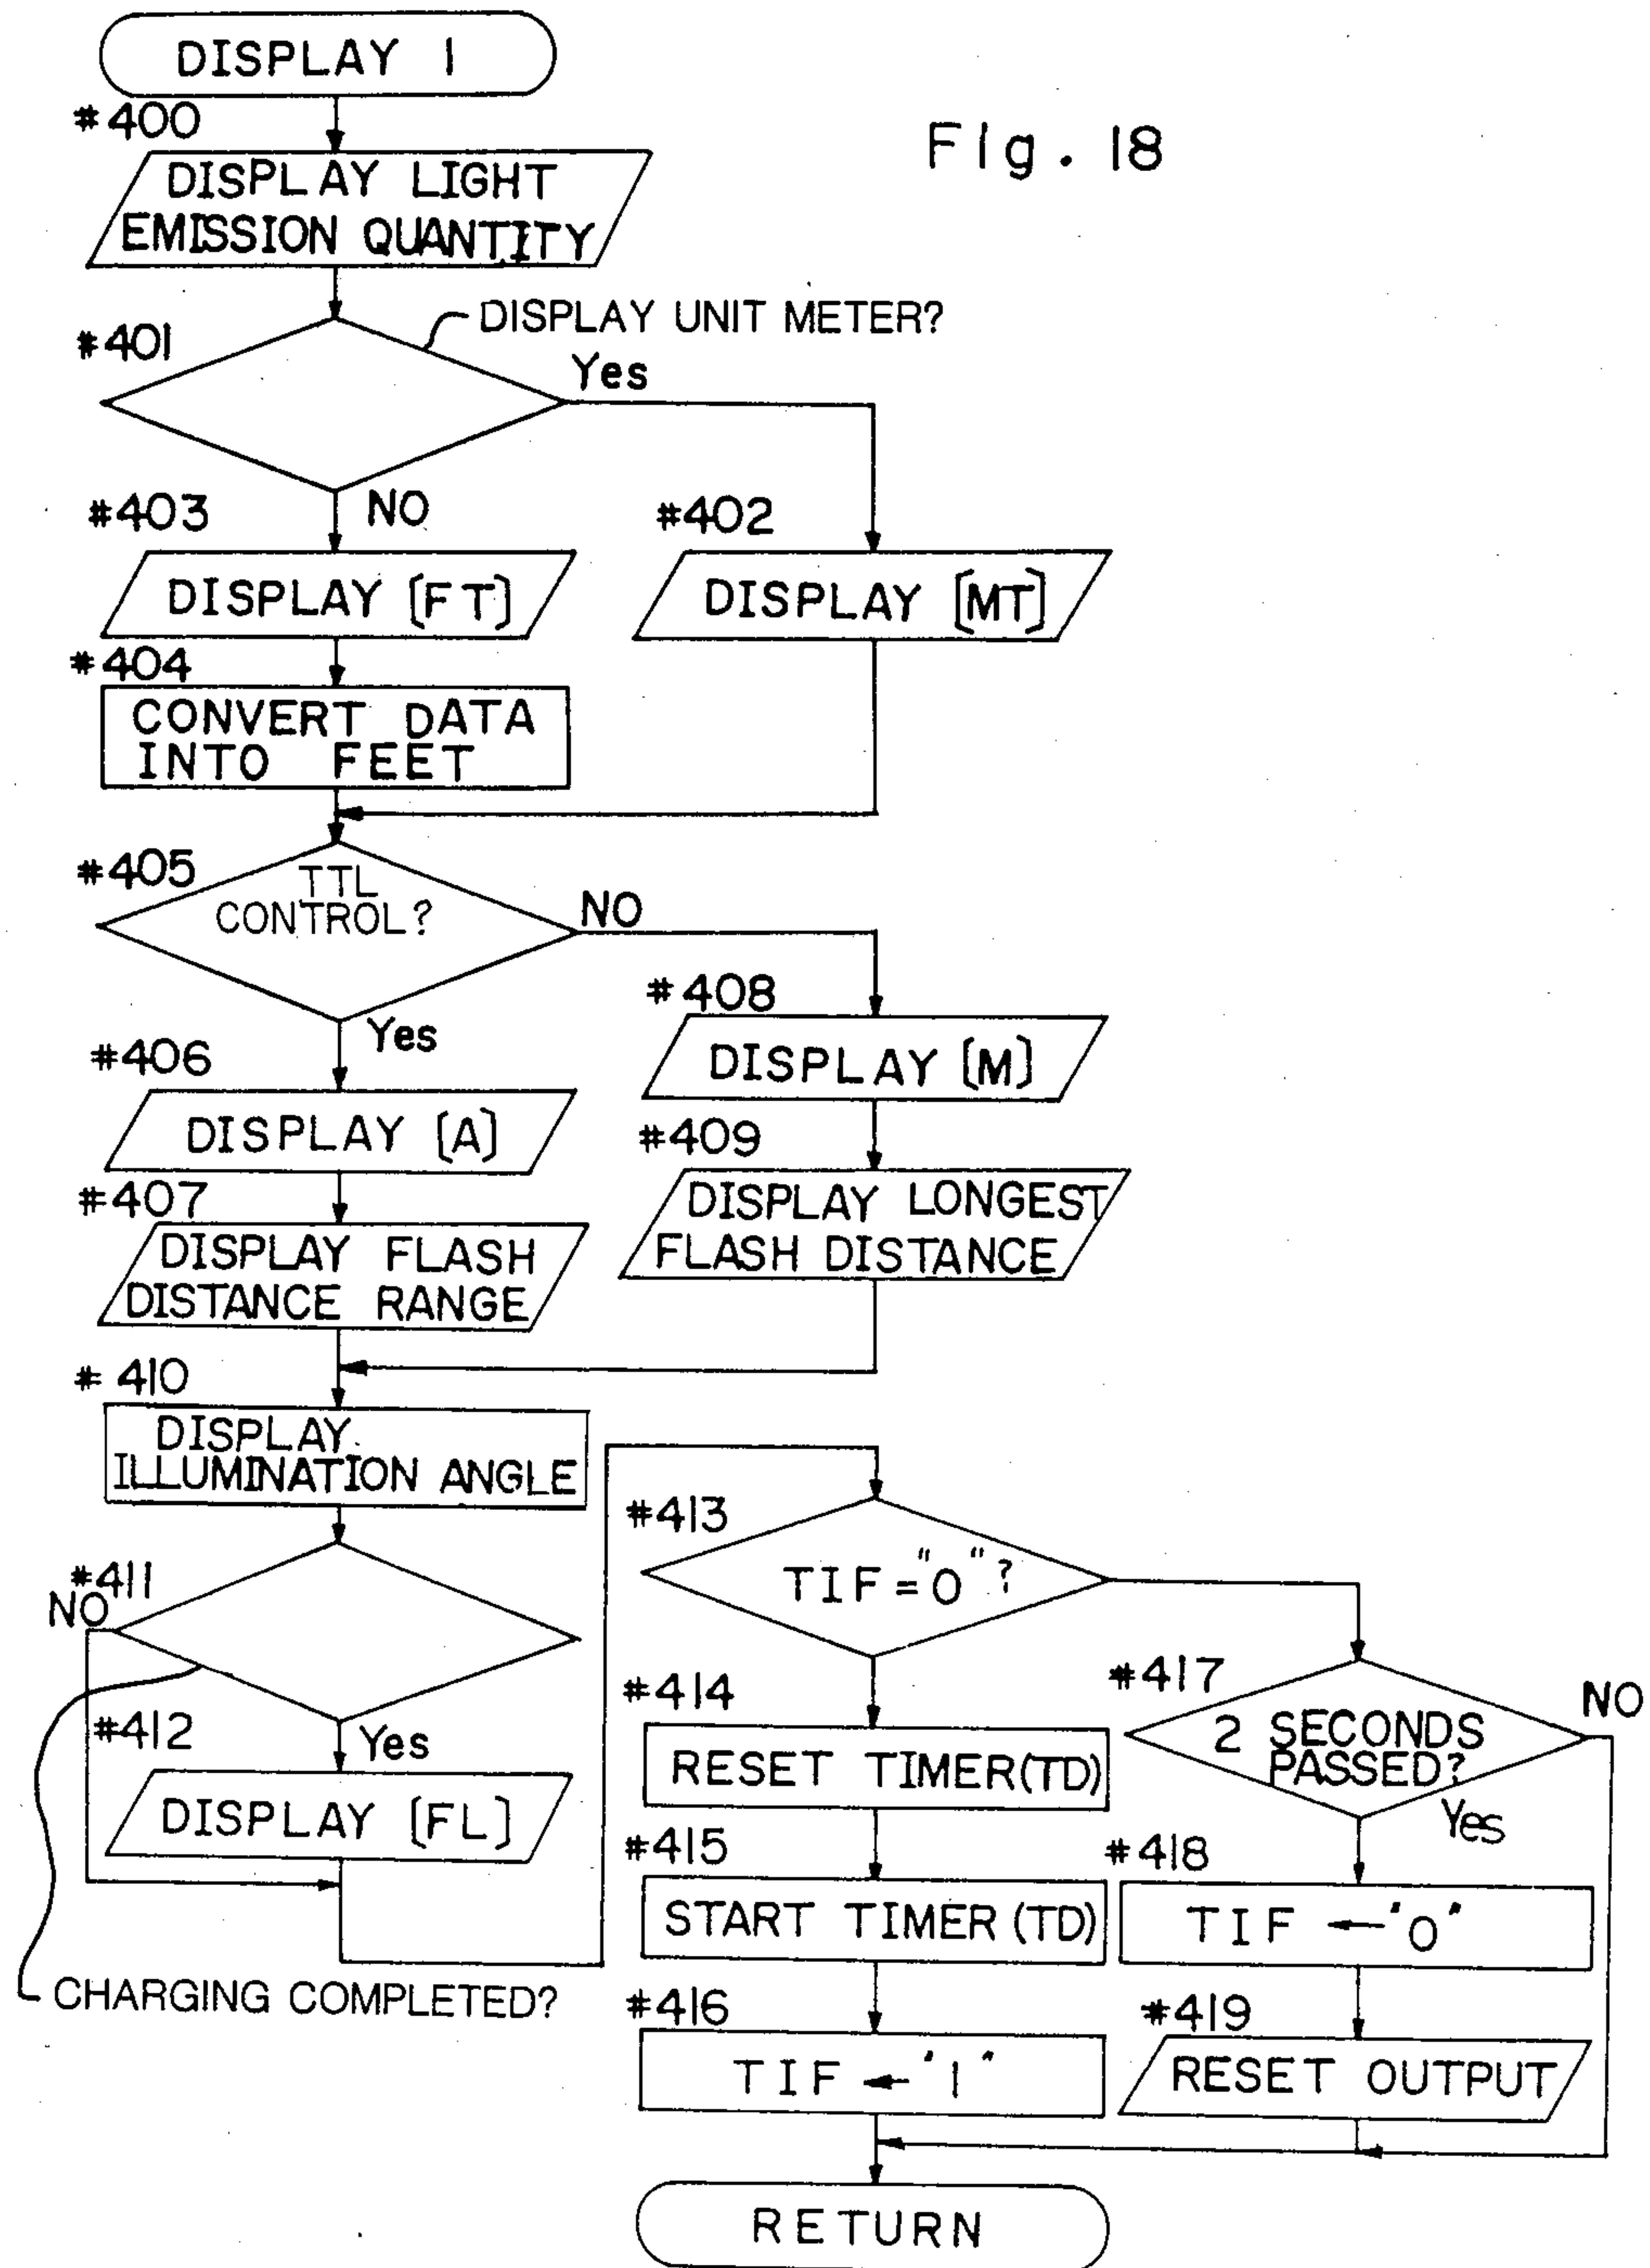 DISPLAY 1
Fig. 18
#400
DISPLAY LIGHT
EMISSION QUANTITY
DISPLAY UNIT METER?
#401
Yes
NO
#403
#402
DISPLAY [FT]
DISPLAY [MT]
#404
CONVERT DATA
INTO FEET
#405
TTL
CONTROL?
NO
Yes
#408
DISPLAY [M]
#406
DISPLAY [A]
#409
DISPLAY LONGEST
FLASH DISTANCE
#407
DISPLAY FLASH
DISTANCE RANGE
#410
DISPLAY
ILLUMINATION ANGLE
#411
NO
#412
Yes
DISPLAY [FL]
CHARGING COMPLETED?
#413
TIF = "0" ?
#414
RESET TIMER (TD)
#415
START TIMER (TD)
#416
TIF ← "1"
#417
2 SECONDS
PASSED?
NO
Yes
#418
TIF ← "0"
#419
RESET OUTPUT
RETURN